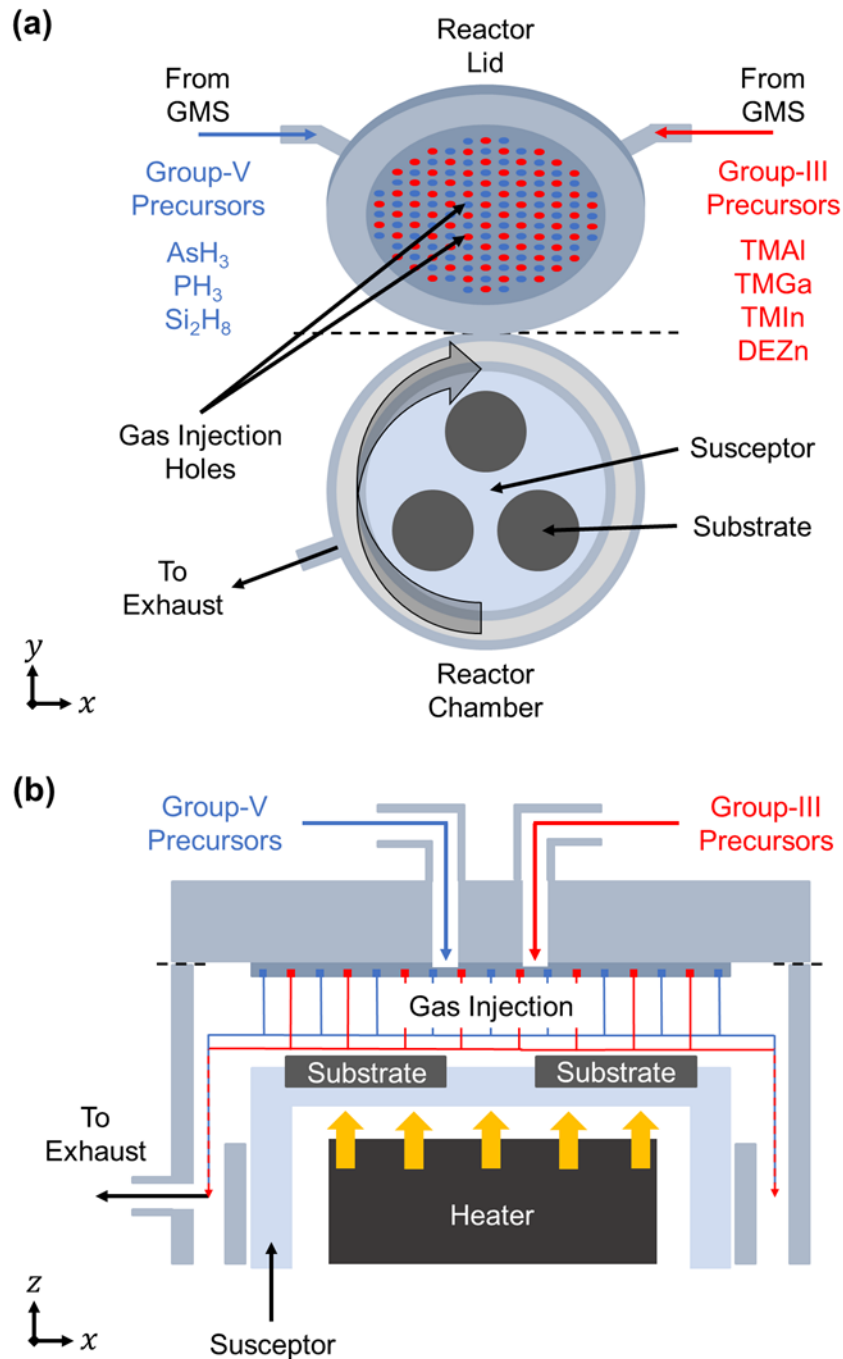 (a)
Reactor
Lid
From
GMS
From
GMS
Group-V
Precursors
Group-III
Precursors
AsH₃
PH₃
Si₂H₈
TMAl
TMGa
TMIn
DEZn
Gas Injection
Holes
Susceptor
Substrate
To
Exhaust
Reactor
Chamber
y
x
(b)
Group-V
Precursors
Group-III
Precursors
Gas Injection
Substrate
Substrate
To
Exhaust
Heater
z
x
Susceptor